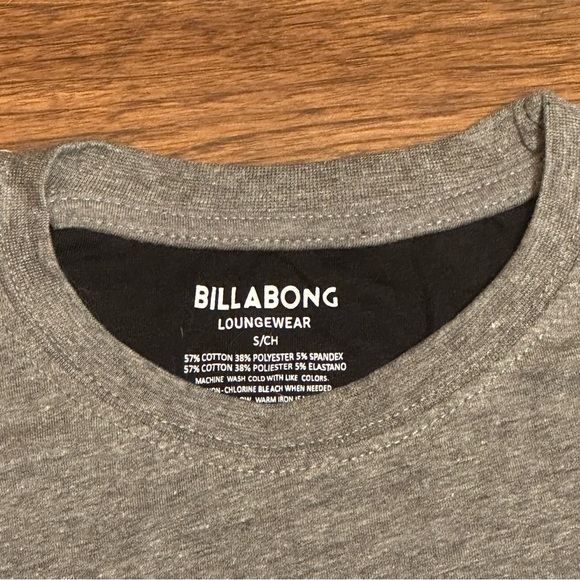 BILLABONG
LOUNGEWEAR
S/CH
57% COTTON 38% POLYESTER 5% SPANDEX
57% COTTON 38% POLIESTER 5% ELASTANO
MACHINE WASH COLD WITH LIKE COLORS.
NON-CHLORINE BLEACH WHEN NEEDED
WARM IRON